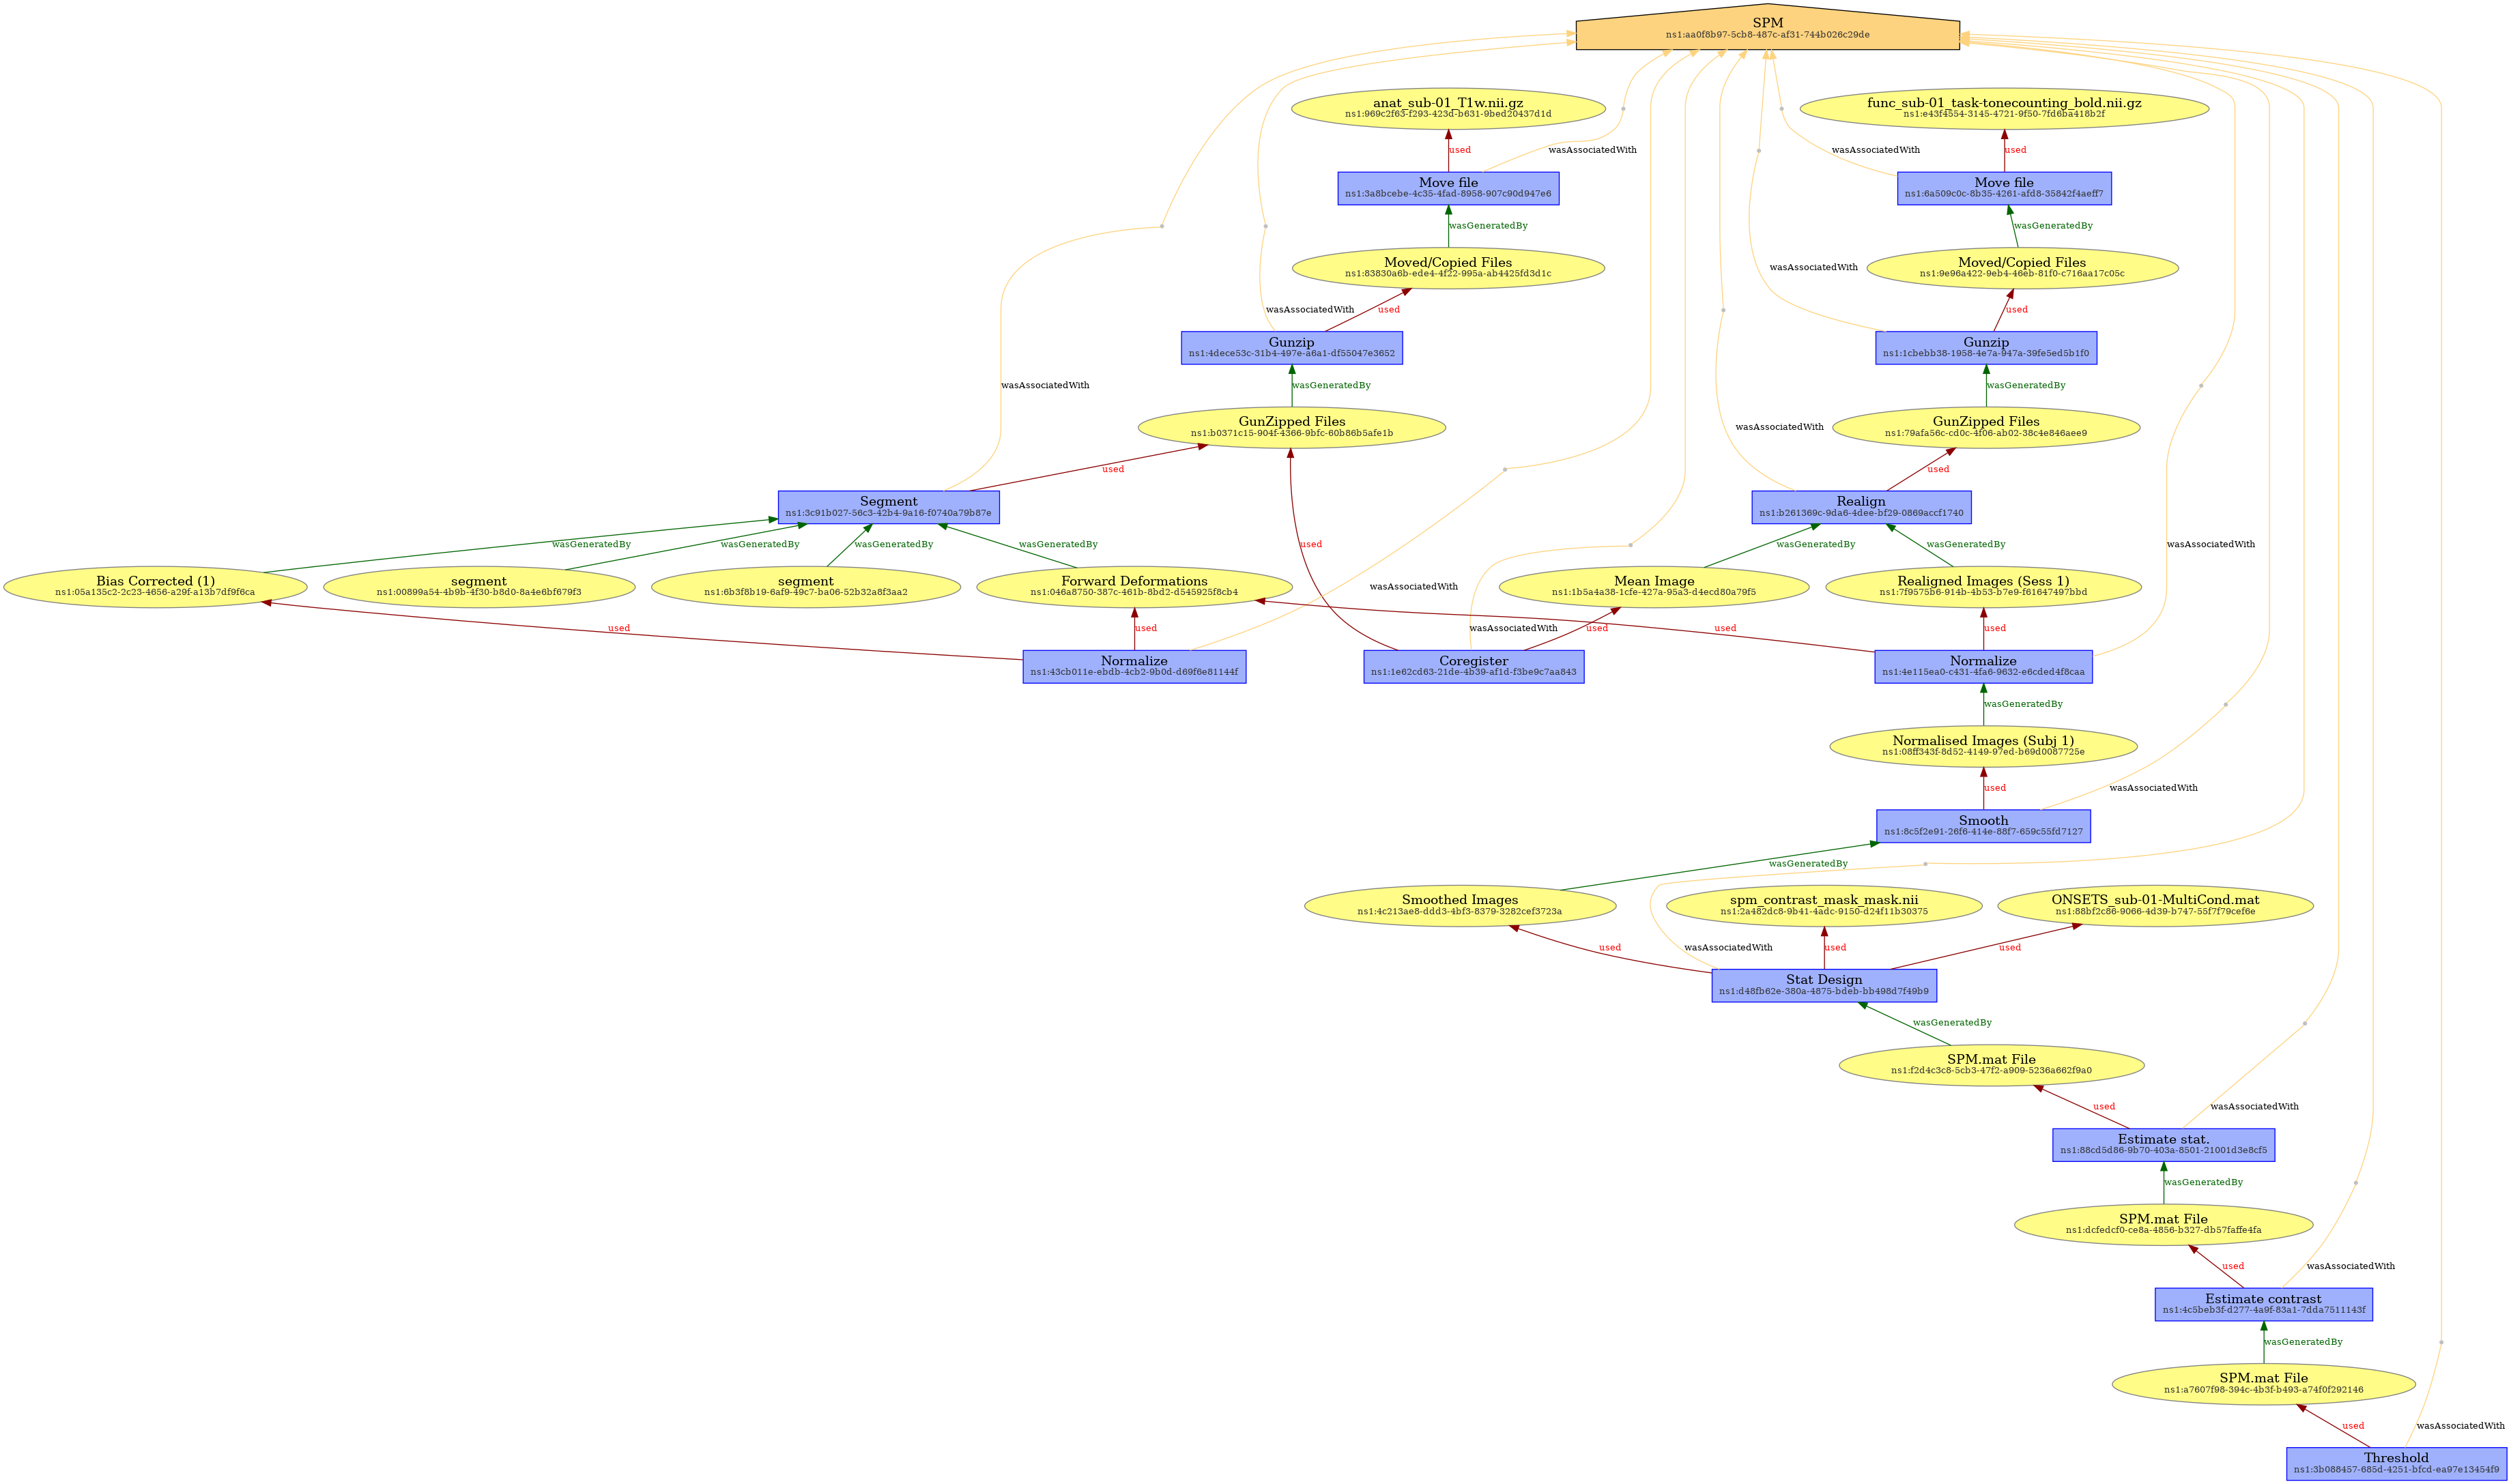 SPM
ns1:aa0f8b97-5cb8-487c-af31-744b026c29de
anat_sub-01_T1w.nii.gz
ns1:969c2f63-f293-423d-b631-9bed20437d1d
func_sub-01_task-tonecounting_bold.nii.gz
ns1:e43f4554-3145-4721-9f50-7fd6ba418b2f
used
wasAssociatedWith
wasAssociatedWith
used
Move file
ns1:3a8bcebe-4c35-4fad-8958-907c90d947e6
Move file
ns1:6a509c0c-8b35-4261-afd8-35842f4aeff7
wasGeneratedBy
wasGeneratedBy
Moved/Copied Files
ns1:83830a6b-ede4-4f22-995a-ab4425fd3d1c
wasAssociatedWith
Moved/Copied Files
ns1:9e96a422-9eb4-46eb-81f0-c716aa17c05c
wasAssociatedWith
used
used
Gunzip
ns1:4dece53c-31b4-497e-a6a1-df55047e3652
Gunzip
ns1:1cbebb38-1958-4e7a-947a-39fe5ed5b1f0
wasAssociatedWith
wasGeneratedBy
wasGeneratedBy
GunZipped Files
ns1:b0371c15-904f-4366-9bfc-60b86b5afe1b
wasAssociatedWith
GunZipped Files
ns1:79afa56c-cd0c-4f06-ab02-38c4e846aee9
used
used
Segment
ns1:3c91b027-56c3-42b4-9a16-f0740a79b87e
Realign
ns1:b261369c-9da6-4dee-bf29-0869accf1740
wasGeneratedBy
wasGeneratedBy
wasGeneratedBy
wasGeneratedBy
used
wasGeneratedBy
wasGeneratedBy
wasAssociatedWith
Bias Corrected (1)
ns1:05a135c2-2c23-4656-a29f-a13b7df9f6ca
segment
ns1:00899a54-4b9b-4f30-b8d0-8a4e6bf679f3
segment
ns1:6b3f8b19-6af9-49c7-ba06-52b32a8f3aa2
Forward Deformations
ns1:046a8750-387c-461b-8bd2-d545925f8cb4
wasAssociatedWith
Mean Image
ns1:1b5a4a38-1cfe-427a-95a3-d4ecd80a79f5
Realigned Images (Sess 1)
ns1:7f9575b6-914b-4b53-b7e9-f61647497bbd
used
used
wasAssociatedWith
used
used
used
Normalize
ns1:43cb011e-ebdb-4cb2-9b0d-d69f6e81144f
Coregister
ns1:1e62cd63-21de-4b39-af1d-f3be9c7aa843
Normalize
ns1:4e115ea0-c431-4fa6-9632-e6cded4f8caa
wasGeneratedBy
Normalised Images (Subj 1)
ns1:08ff343f-8d52-4149-97ed-b69d0087725e
used
wasAssociatedWith
Smooth
ns1:8c5f2e91-26f6-414e-88f7-659c55fd7127
wasGeneratedBy
Smoothed Images
ns1:4c213ae8-ddd3-4bf3-8379-3282cef3723a
spm_contrast_mask_mask.nii
ns1:2a482dc8-9b41-4adc-9150-d24f11b30375
ONSETS_sub-01-MultiCond.mat
ns1:88bf2c86-9066-4d39-b747-55f7f79cef6e
used
wasAssociatedWith
used
used
Stat Design
ns1:d48fb62e-380a-4875-bdeb-bb498d7f49b9
wasGeneratedBy
SPM.mat File
ns1:f2d4c3c8-5cb3-47f2-a909-5236a662f9a0
used
wasAssociatedWith
Estimate stat.
ns1:88cd5d86-9b70-403a-8501-21001d3e8cf5
wasGeneratedBy
SPM.mat File
ns1:dcfedcf0-ce8a-4856-b327-db57faffe4fa
used
wasAssociatedWith
Estimate contrast
ns1:4c5beb3f-d277-4a9f-83a1-7dda7511143f
wasGeneratedBy
SPM.mat File
ns1:a7607f98-394c-4b3f-b493-a74f0f292146
used
wasAssociatedWith
Threshold
ns1:3b088457-685d-4251-bfcd-ea97e13454f9